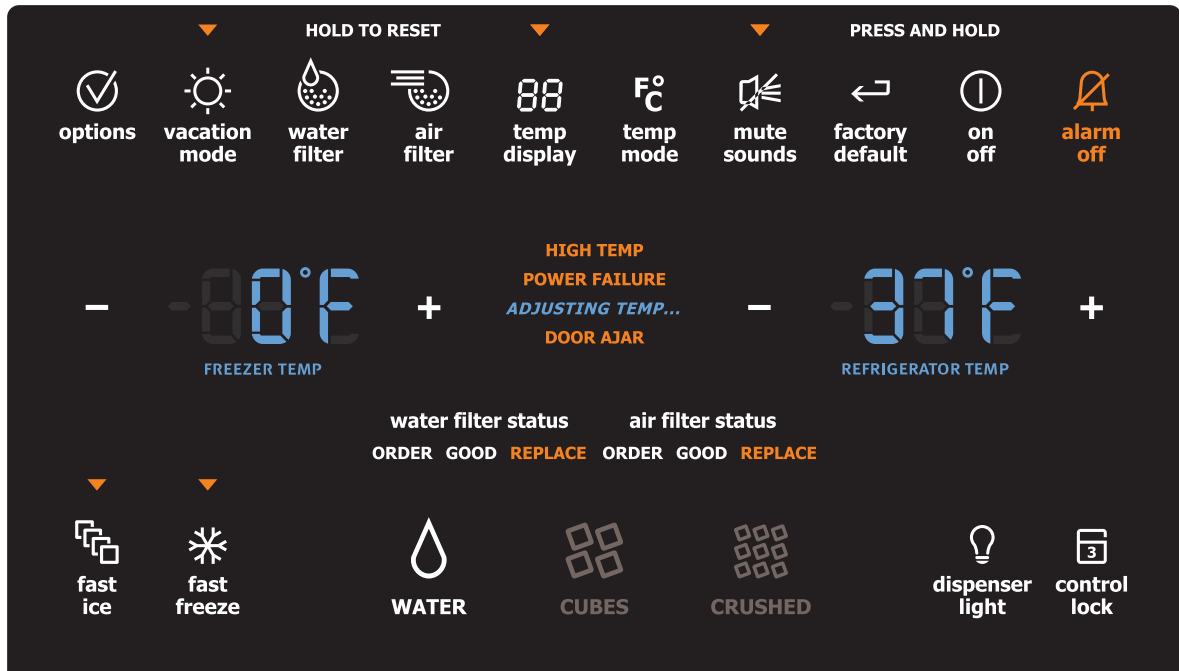 HOLD TO RESET PRESS AND HOLD
88 F°C
options vacation mode water filter air filter temp display temp mode mute sounds factory default on off alarm off
HIGH TEMP
POWER FAILURE
ADJUSTING TEMP...
DOOR AJAR
– 0°F + – 37°F +
FREEZER TEMP REFRIGERATOR TEMP
water filter status air filter status
ORDER GOOD REPLACE ORDER GOOD REPLACE
3
fast ice fast freeze WATER CUBES CRUSHED dispenser light control lock